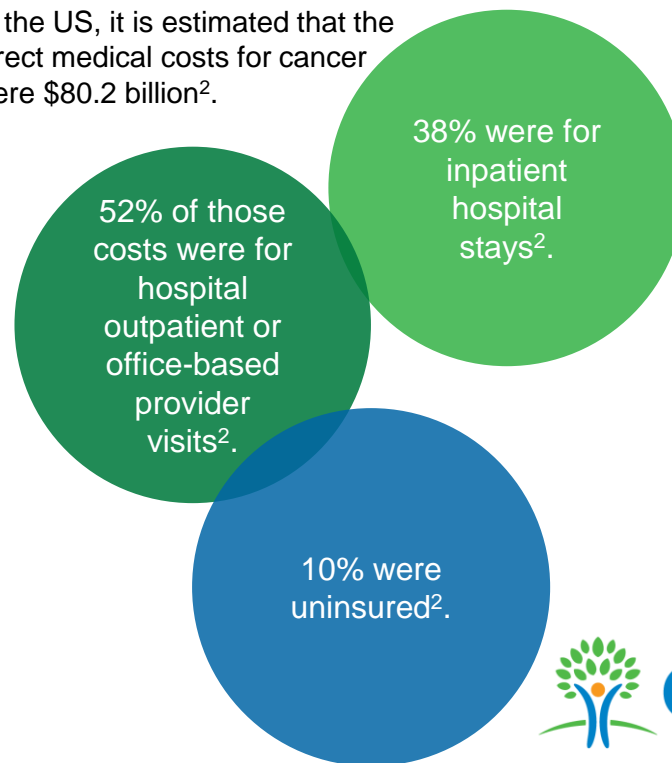 the US, it is estimated that the
rect medical costs for cancer
ere $80.2 billion².
38% were for
inpatient
hospital
stays².
52% of those
costs were for
hospital
outpatient or
office-based
provider
visits².
10% were
uninsured².